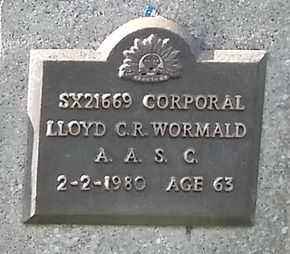 SX21669 CORPORAL
LLOYD C.R. WORMALD
A. A. S. C.
2-2-1980 AGE 63